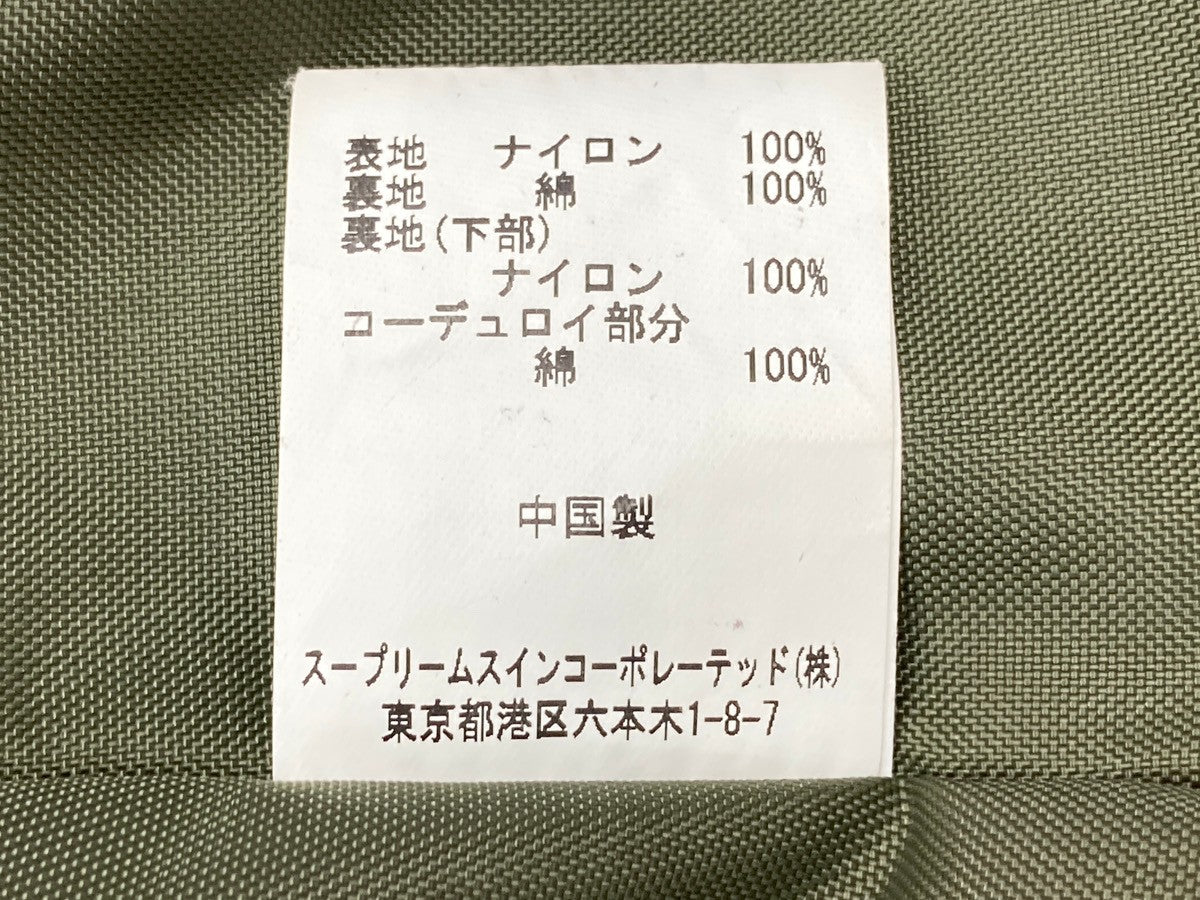 表地 ナイロン 100%
裏地 綿 100%
裏地(下部)
ナイロン 100%
コーデュロイ部分
綿 100%
中国製
スープリームスインコーポレーテッド(株)
東京都港区六本木1-8-7